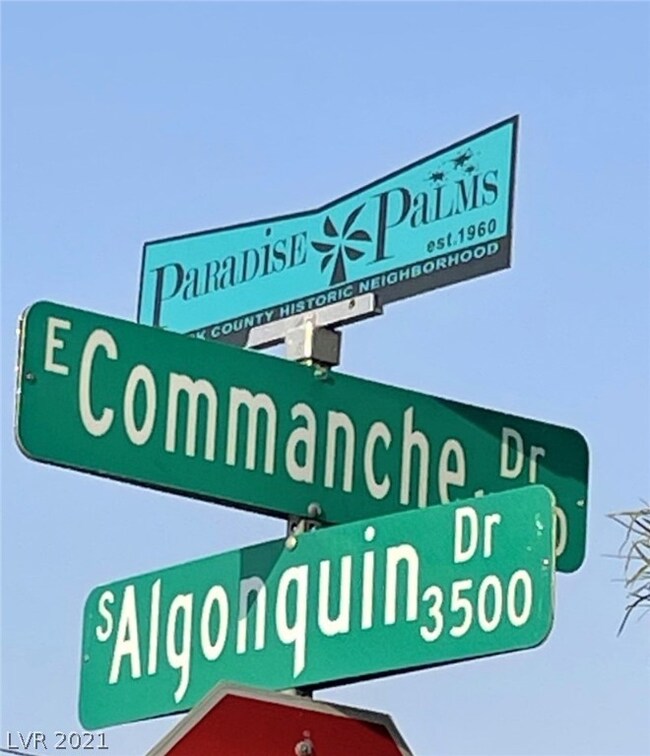 Paradise Palms
est.1960
COUNTY HISTORIC NEIGHBORHOOD
E Commanche Dr
S Algonquin Dr
3500
LVR 2021